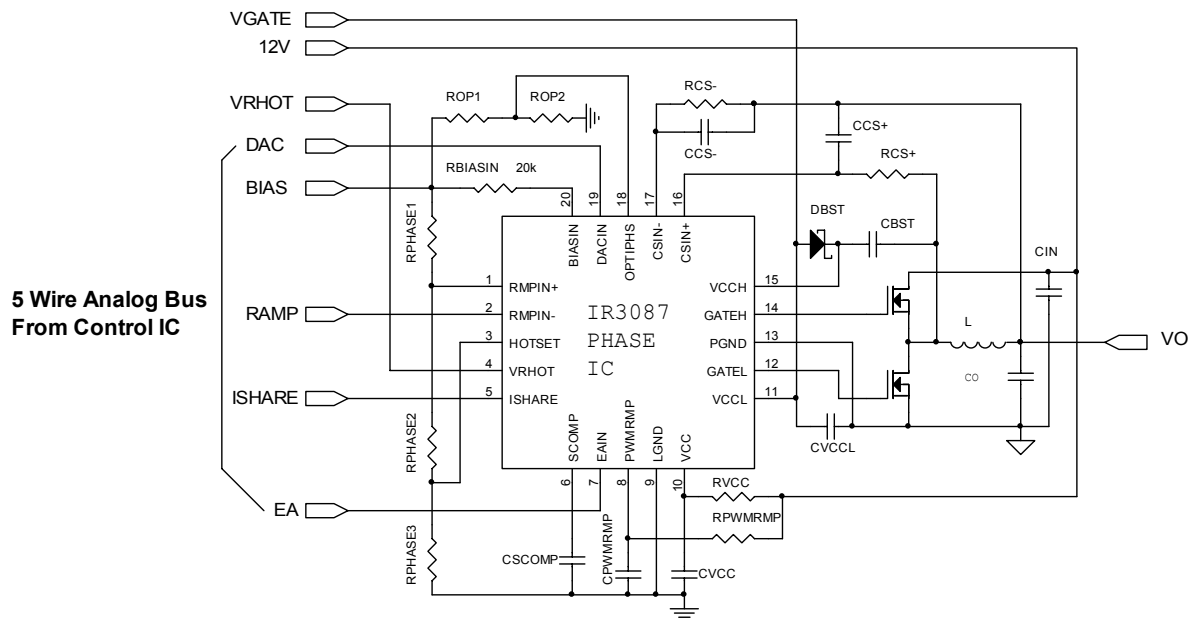 VGATE
12V
VRHOT
DAC
BIAS
5 Wire Analog Bus
From Control IC
RAMP
ISHARE
EA
ROP1
ROP2
RBIASIN 20k
RPHASE1
RPHASE2
RPHASE3
RCS-
CCS-
CCS+
RCS+
DBST
CBST
CIN
L
CO
VO
20
19
18
17
16
BIASIN
DACIN
OPTIPHS
CSIN-
CSIN+
1 RMPIN+
2 RMPIN-
3 HOTSET
4 VRHOT
5 ISHARE
IR3087
PHASE
IC
VCCH 15
GATEH 14
PGND 13
GATEL 12
VCCL 11
SCOMP
EAIN
PWMRMP
LGND
VCC
6
7
8
9
10
CVCCL
RVCC
RPWMRMP
CSCOMP
CPWMRMP
CVCC